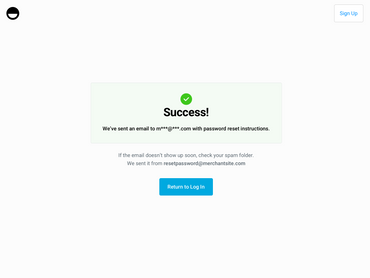 Sign Up
Success!
We've sent an email to m***@***.com with password reset instructions.
If the email doesn't show up soon, check your spam folder.
We sent it from resetpassword@merchantsite.com
Return to Log In